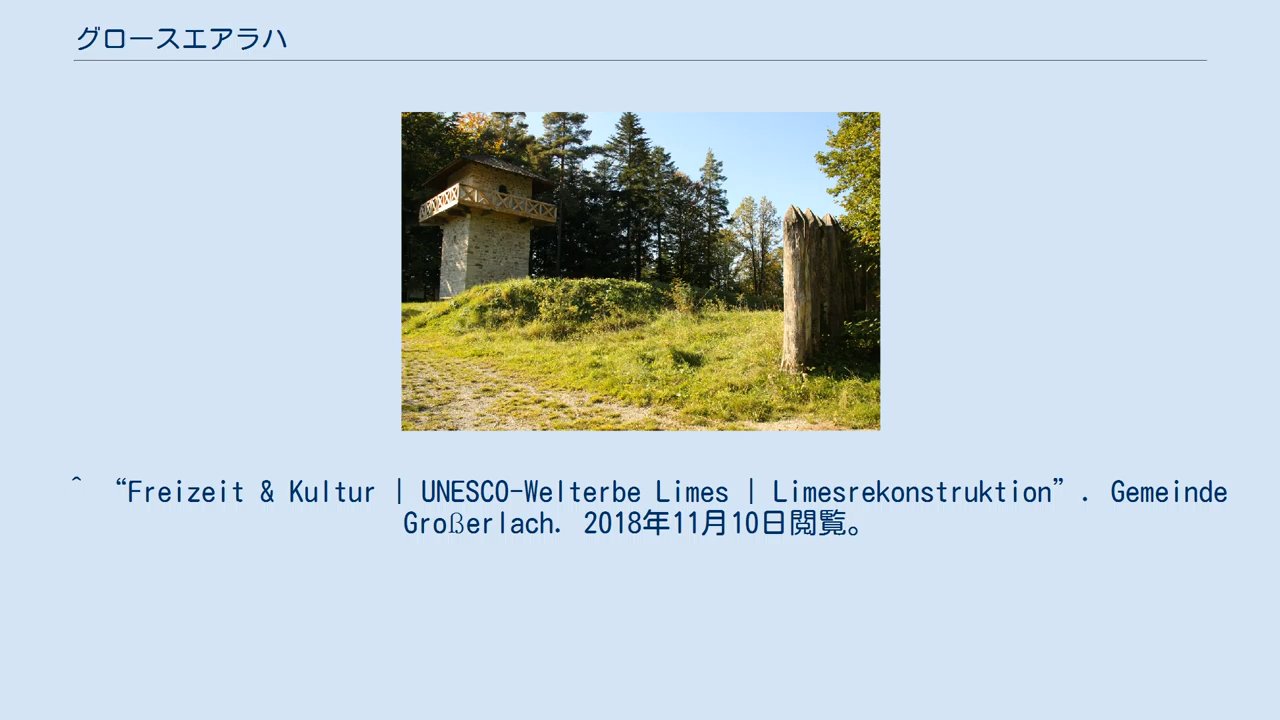 グロースエアラハ
^ “Freizeit & Kultur | UNESCO-Welterbe Limes | Limesrekonstruktion”. Gemeinde
Großerlach. 2018年11月10日閲覧。